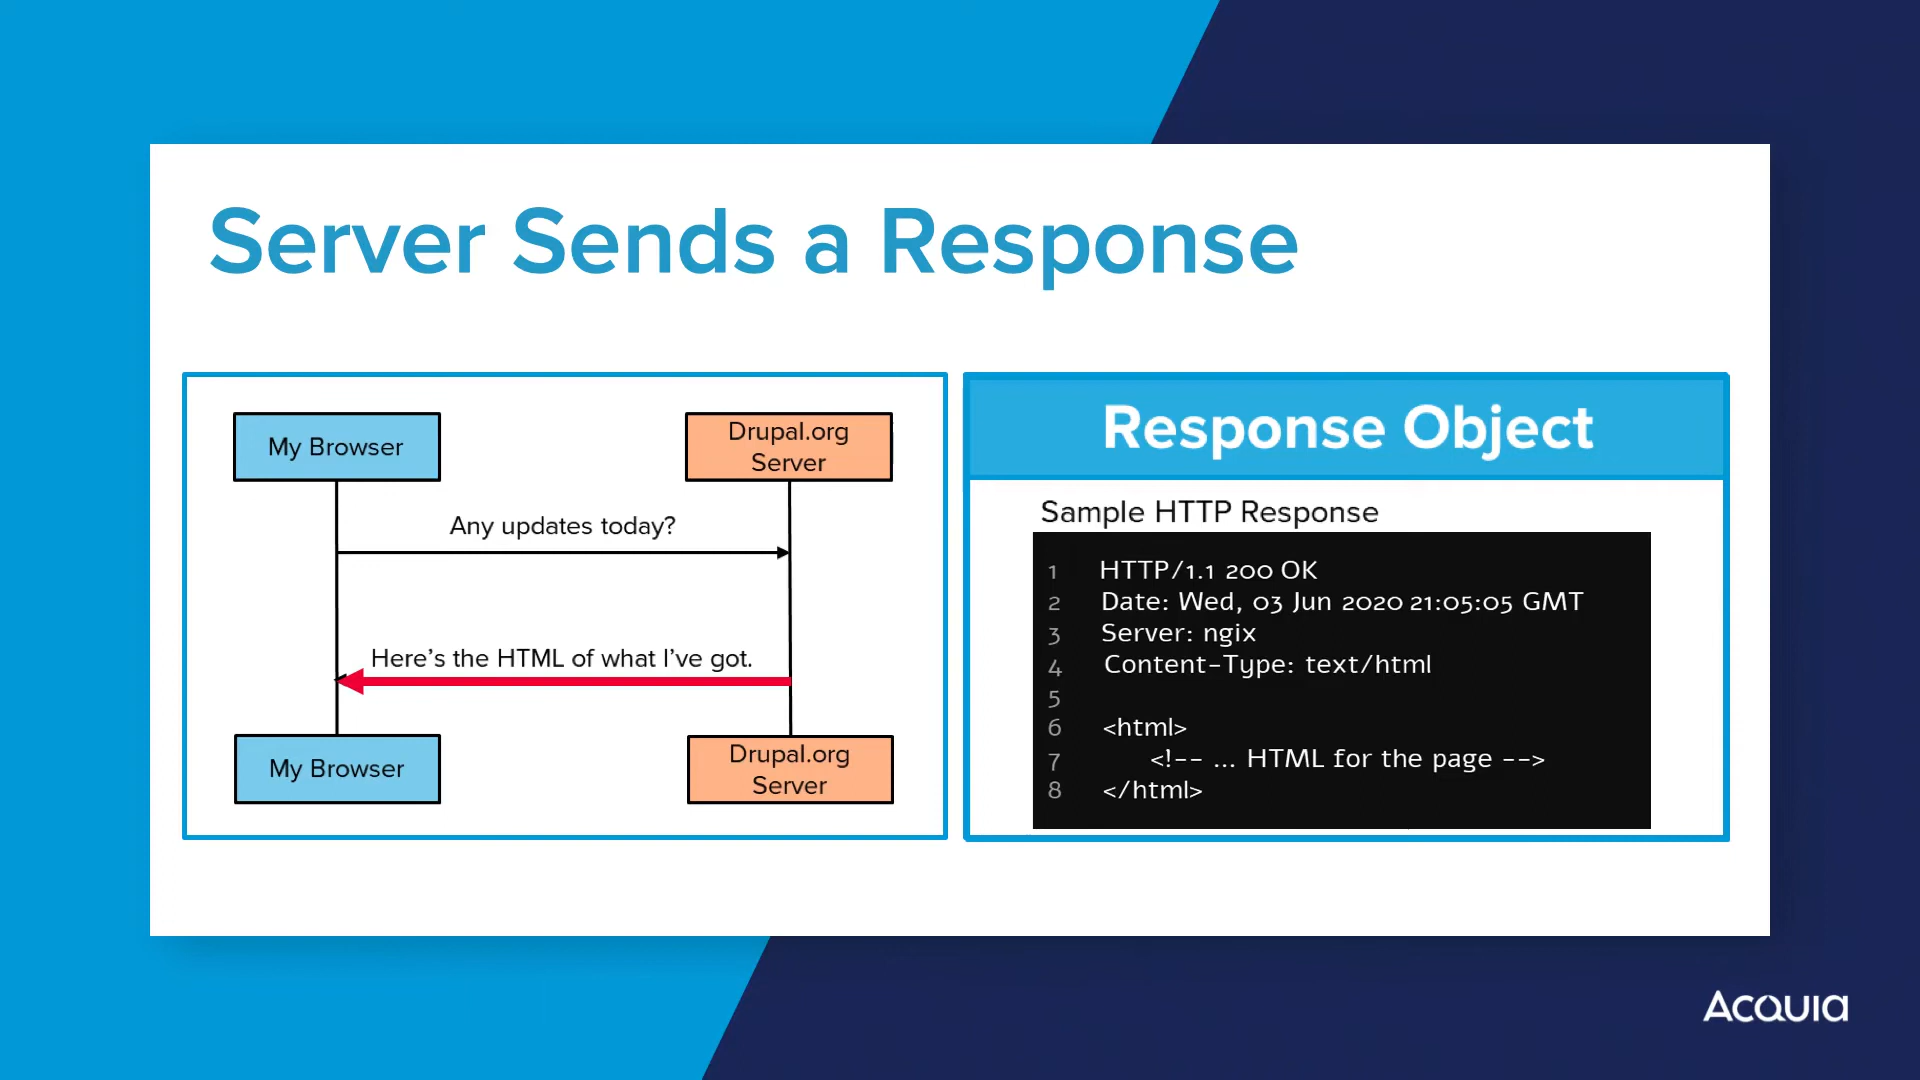 Server Sends a Response
My Browser
Drupal.org
Server
Any updates today?
Here's the HTML of what I've got.
My Browser
Drupal.org
Server
Response Object
Sample HTTP Response
1 HTTP/1.1 200 OK
2 Date: Wed, 03 Jun 2020 21:05:05 GMT
3 Server: ngix
4 Content-Type: text/html
5
6 <html>
7 <!-- ... HTML for the page -->
8 </html>
Acquia